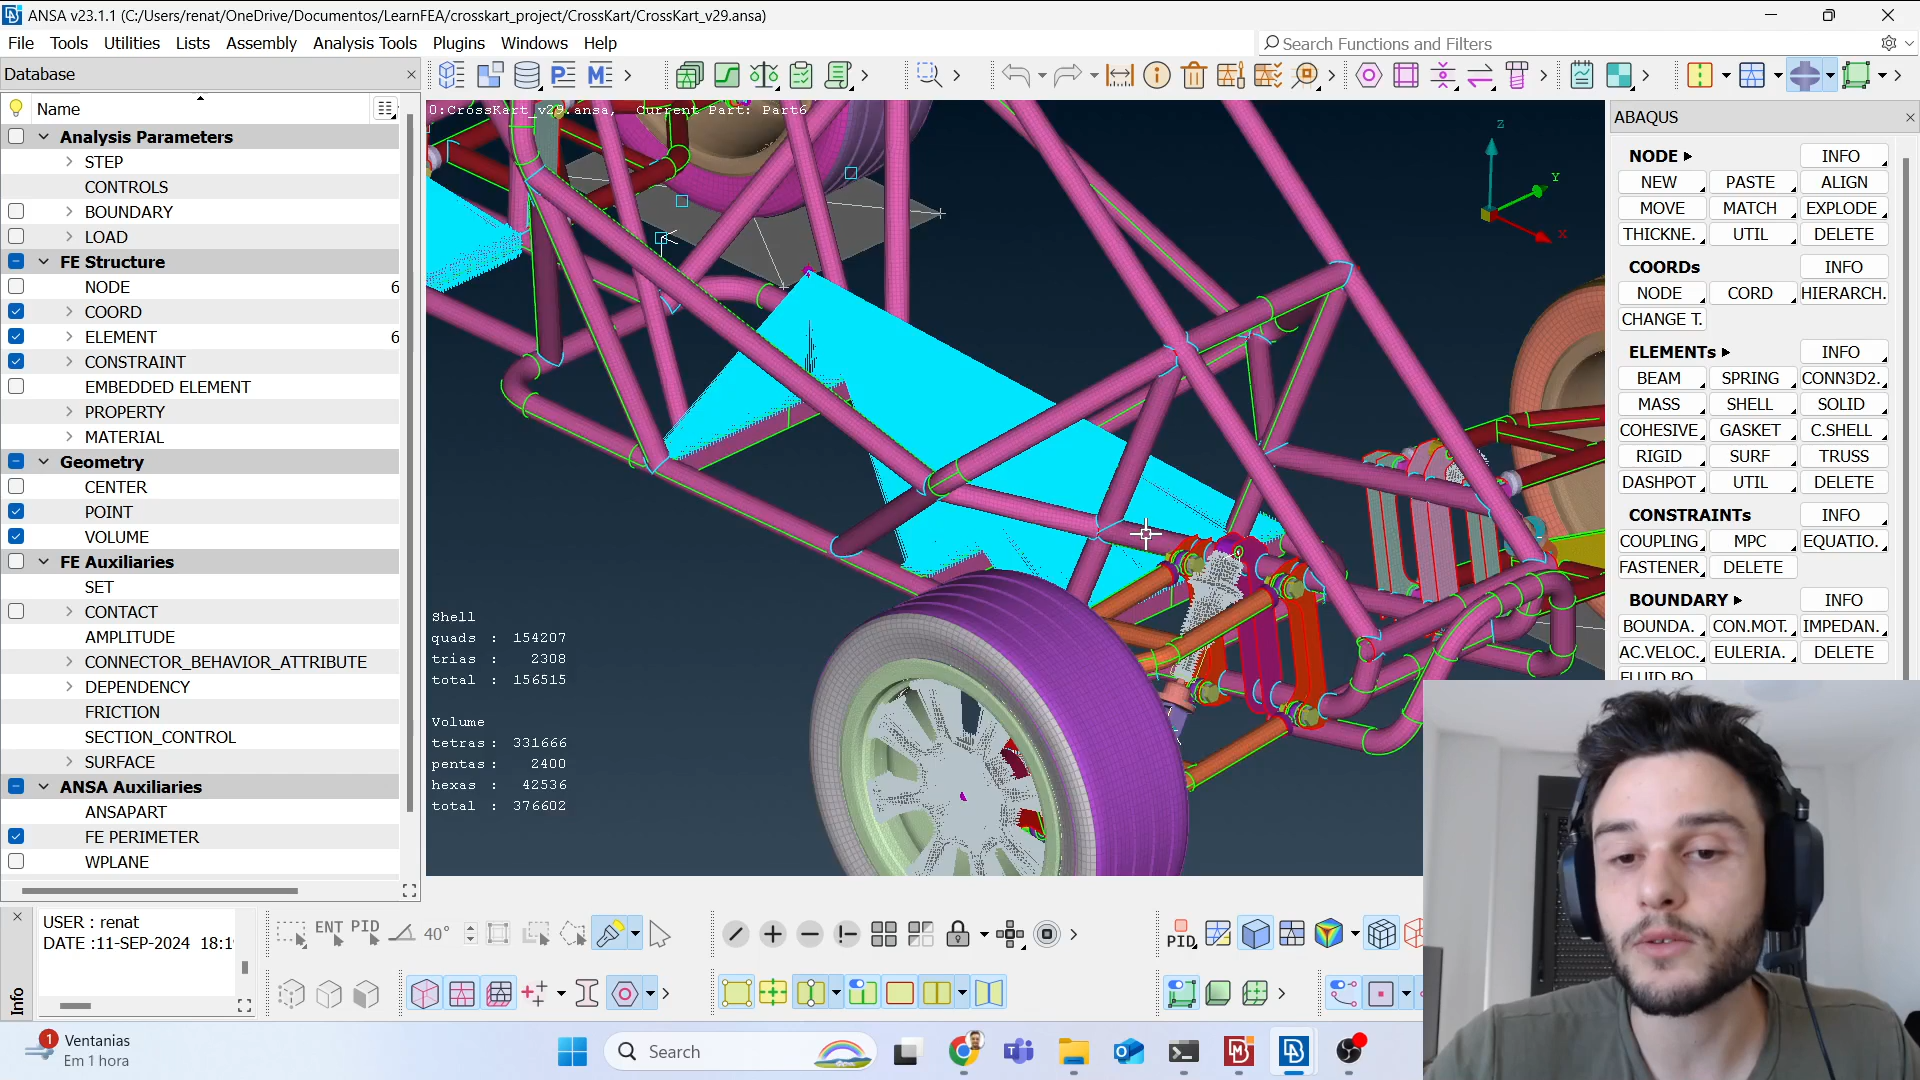 ANSA v23.1.1 (C:/Users/renat/OneDrive/Documentos/LearnFEA/crosskart_project/CrossKart/CrossKart_v29.ansa)
File Tools Utilities Lists Assembly Analysis Tools Plugins Windows Help
Search Functions and Filters
Database
Name
Analysis Parameters
STEP
CONTROLS
BOUNDARY
LOAD
FE Structure
NODE 6
COORD
ELEMENT 6
CONSTRAINT
EMBEDDED ELEMENT
PROPERTY
MATERIAL
Geometry
CENTER
POINT
VOLUME
FE Auxiliaries
SET
CONTACT
AMPLITUDE
CONNECTOR_BEHAVIOR_ATTRIBUTE
DEPENDENCY
FRICTION
SECTION_CONTROL
SURFACE
ANSA Auxiliaries
ANSAPART
FE PERIMETER
WPLANE
0:CrossKart_v29.ansa, Current Part: Part6
Z
Y
X
Shell
quads : 154207
trias : 2308
total : 156515
Volume
tetras: 331666
pentas: 2400
hexas : 42536
total : 376602
ABAQUS
NODE INFO
NEW PASTE ALIGN
MOVE MATCH EXPLODE
THICKNE. UTIL DELETE
COORDs INFO
NODE CORD HIERARCH.
CHANGE T.
ELEMENTs INFO
BEAM SPRING CONN3D2.
MASS SHELL SOLID
COHESIVE GASKET C.SHELL
RIGID SURF TRUSS
DASHPOT UTIL DELETE
CONSTRAINTs INFO
COUPLING MPC EQUATIO.
FASTENER DELETE
BOUNDARY INFO
BOUNDA. CON.MOT. IMPEDAN.
AC.VELOC. EULERIA. DELETE
FLUID BO
Info
USER : renat
DATE :11-SEP-2024 18:1
ENT PID 40°
PID
1
Ventanias
Em 1 hora
Search